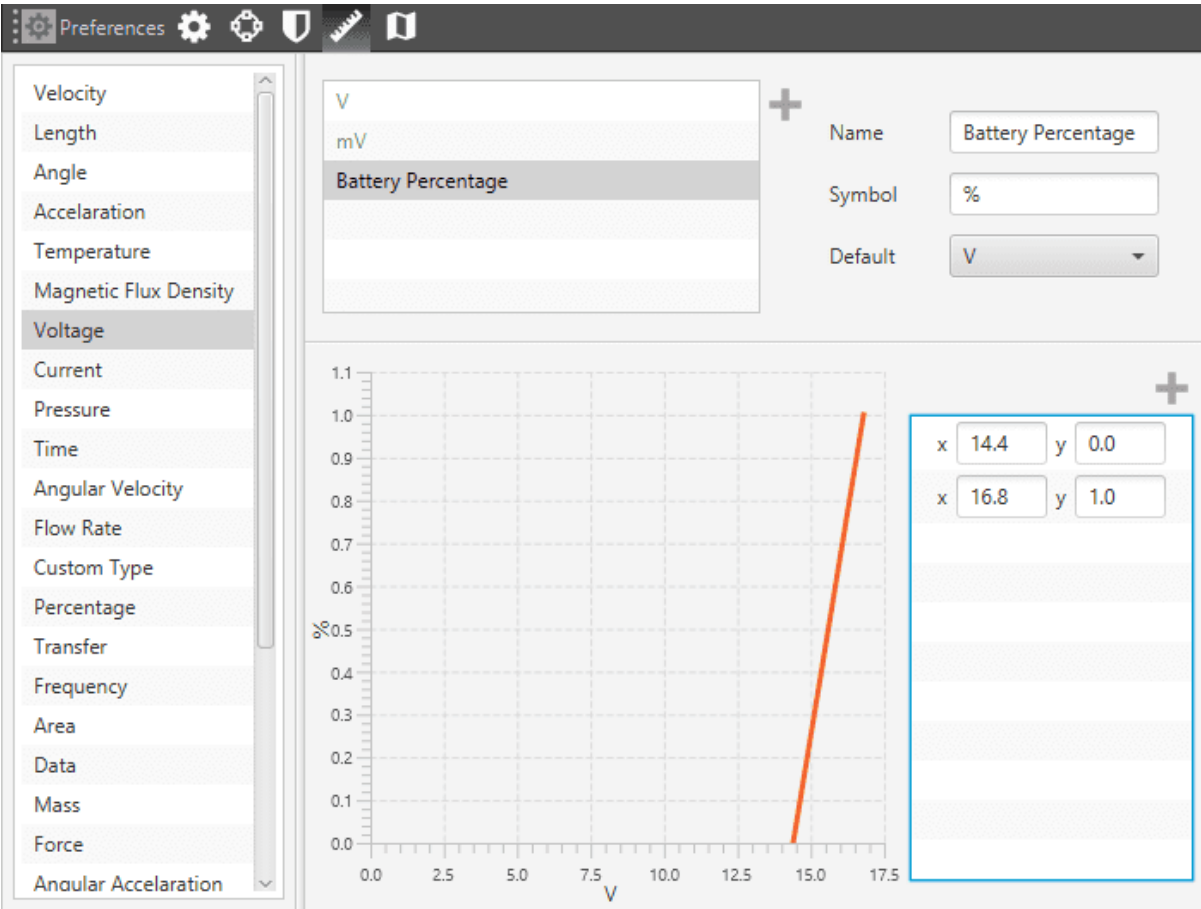 Preferences
Velocity
Length
Angle
Accelaration
Temperature
Magnetic Flux Density
Voltage
Current
Pressure
Time
Angular Velocity
Flow Rate
Custom Type
Percentage
Transfer
Frequency
Area
Data
Mass
Force
Angular Accelaration
V
mV
Battery Percentage
Name Battery Percentage
Symbol %
Default V
1.1
1.0
0.9
0.8
0.7
0.6
0.5
0.4
0.3
0.2
0.1
0.0
%
0.0 2.5 5.0 7.5 10.0 12.5 15.0 17.5
V
x 14.4 y 0.0
x 16.8 y 1.0